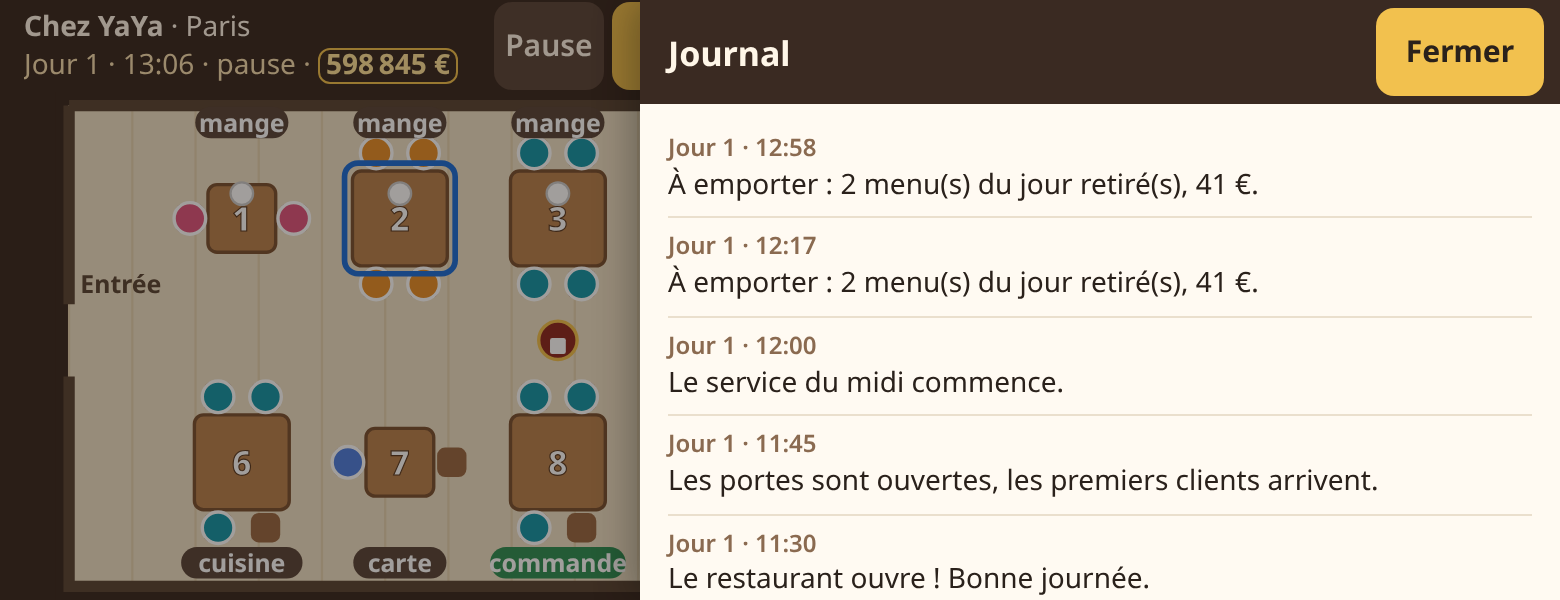 Chez YaYa · Paris
Jour 1 · 13:06 · pause · 598 845 €
Pause
mange
mange
mange
1
2
3
Entrée
6
7
8
cuisine
carte
commande
Journal
Fermer
Jour 1 · 12:58
À emporter : 2 menu(s) du jour retiré(s), 41 €.
Jour 1 · 12:17
À emporter : 2 menu(s) du jour retiré(s), 41 €.
Jour 1 · 12:00
Le service du midi commence.
Jour 1 · 11:45
Les portes sont ouvertes, les premiers clients arrivent.
Jour 1 · 11:30
Le restaurant ouvre ! Bonne journée.